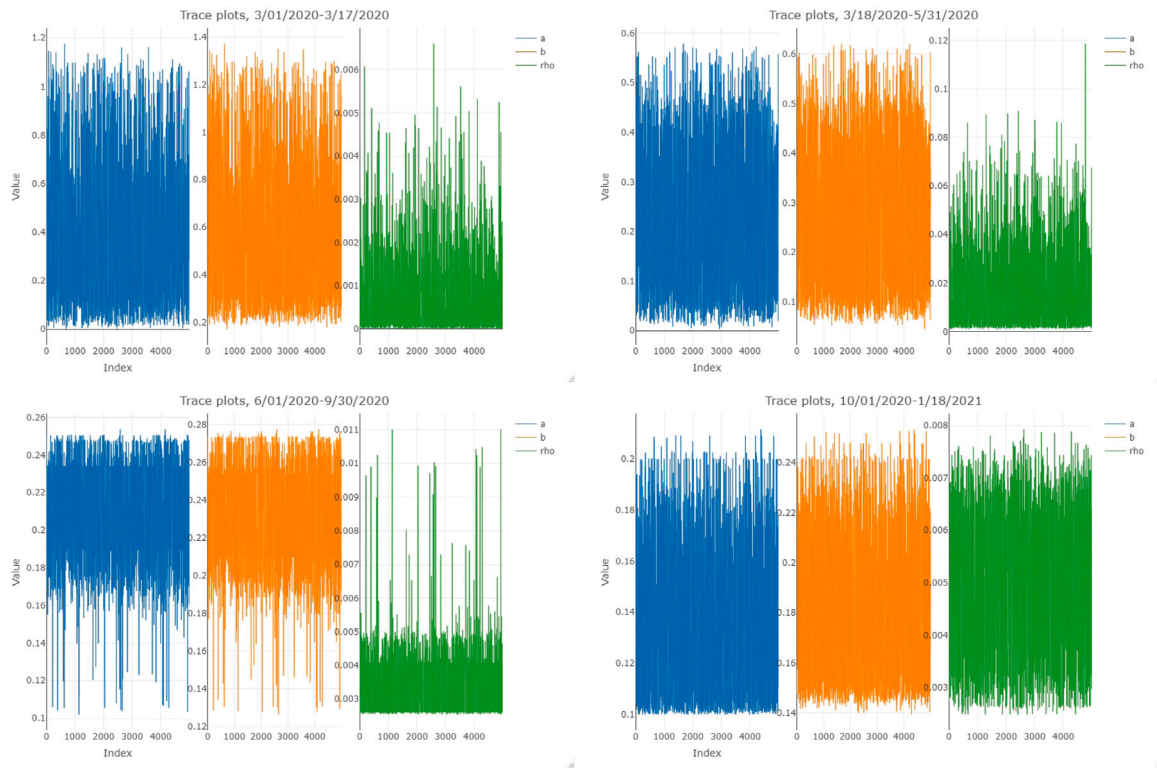 Trace plots, 3/01/2020-3/17/2020
Value
1.2
1
0.8
0.6
0.4
0.2
0
1.4
1.2
1
0.8
0.6
0.4
0.2
0.006
0.005
0.004
0.003
0.002
0.001
0
a
b
rho
0 1000 2000 3000 4000
0 1000 2000 3000 4000
0 1000 2000 3000 4000
Index
Trace plots, 3/18/2020-5/31/2020
Value
0.6
0.5
0.4
0.3
0.2
0.1
0
0.6
0.5
0.4
0.3
0.2
0.1
0.12
0.1
0.08
0.06
0.04
0.02
0
a
b
rho
0 1000 2000 3000 4000
0 1000 2000 3000 4000
0 1000 2000 3000 4000
Index
Trace plots, 6/01/2020-9/30/2020
Value
0.26
0.24
0.22
0.2
0.18
0.16
0.14
0.12
0.1
0.28
0.26
0.24
0.22
0.2
0.18
0.16
0.14
0.12
0.011
0.010
0.009
0.008
0.007
0.006
0.005
0.004
0.003
a
b
rho
0 1000 2000 3000 4000
0 1000 2000 3000 4000
0 1000 2000 3000 4000
Index
Trace plots, 10/01/2020-1/18/2021
Value
0.2
0.18
0.16
0.14
0.12
0.1
0.24
0.22
0.2
0.18
0.16
0.14
0.008
0.007
0.006
0.005
0.004
0.003
a
b
rho
0 1000 2000 3000 4000
0 1000 2000 3000 4000
0 1000 2000 3000 4000
Index